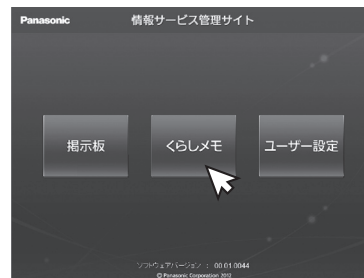 Panasonic 情報サービス管理サイト
掲示板 くらしメモ ユーザー設定
ソフトウェアバージョン : 00.01.0044
© Panasonic Corporation 2012